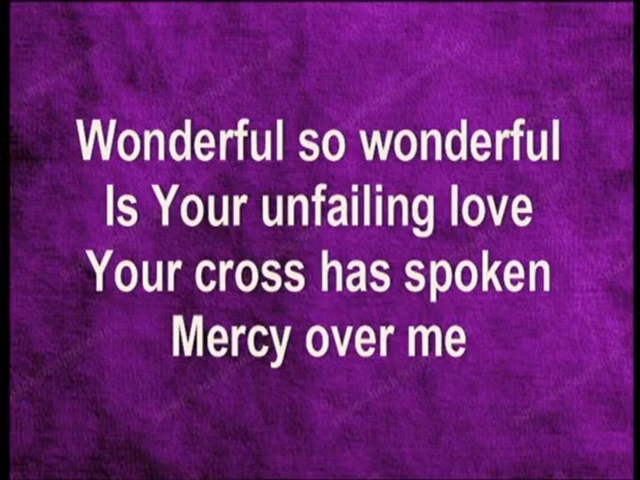 Wonderful so wonderful
Is Your unfailing love
Your cross has spoken
Mercy over me